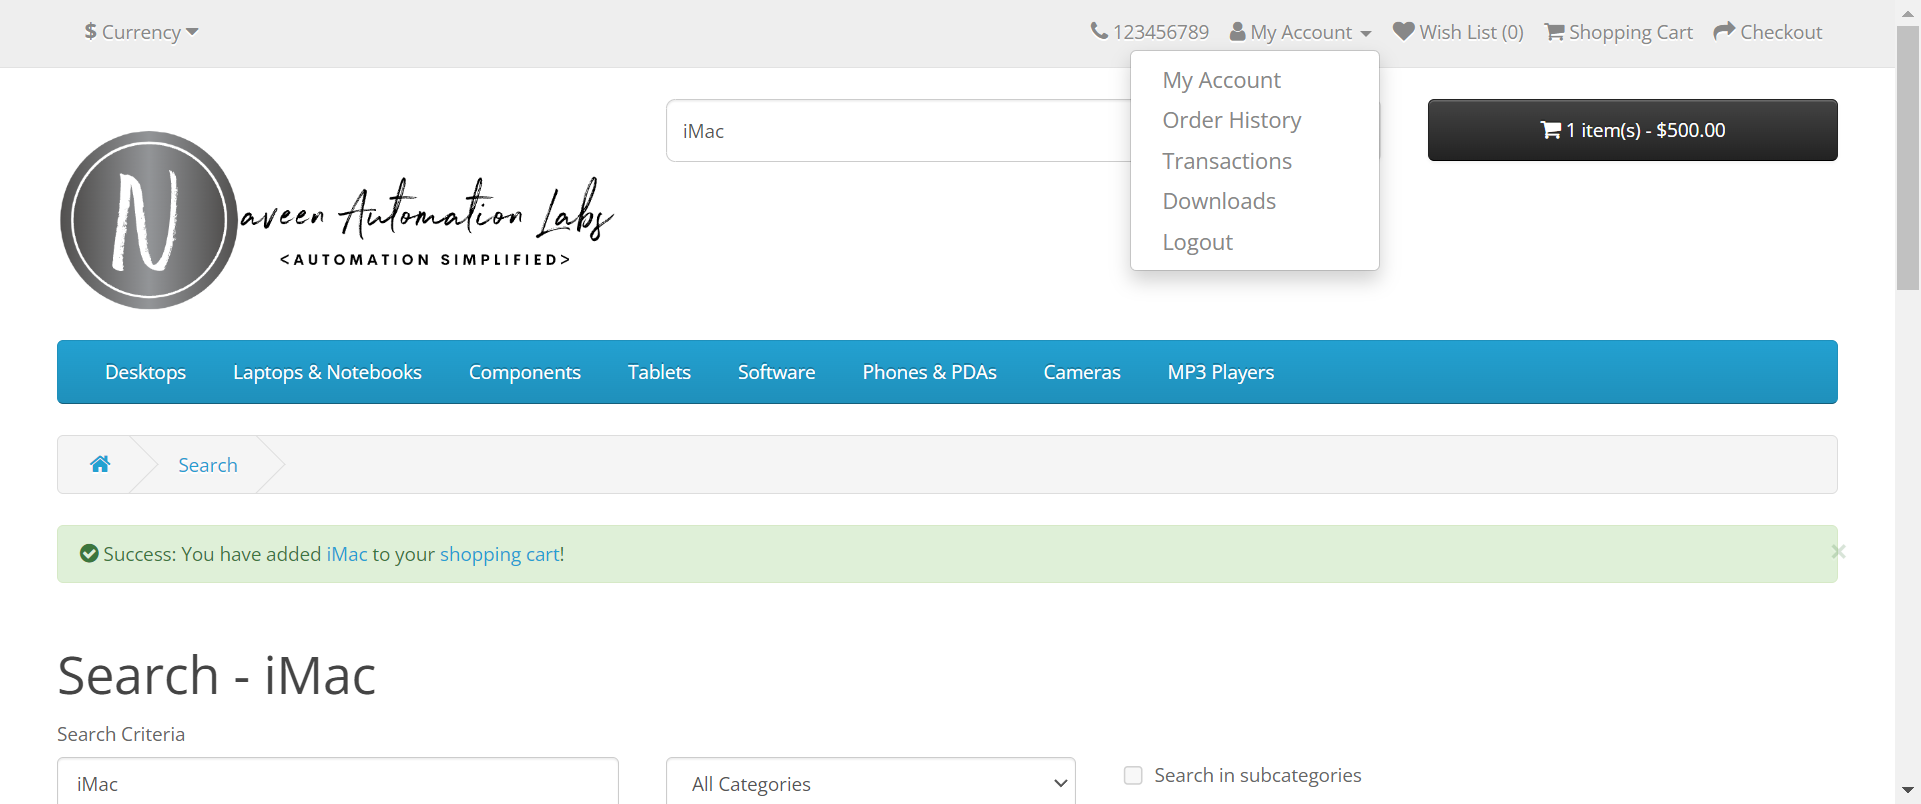 $ Currency
123456789
My Account
Wish List (0)
Shopping Cart
Checkout
My Account
Order History
Transactions
Downloads
Logout
iMac
1 item(s) - $500.00
N
aveen Automation Labs
<AUTOMATION SIMPLIFIED>
Desktops
Laptops & Notebooks
Components
Tablets
Software
Phones & PDAs
Cameras
MP3 Players
Search
Success: You have added iMac to your shopping cart!
×
Search - iMac
Search Criteria
iMac
All Categories
Search in subcategories